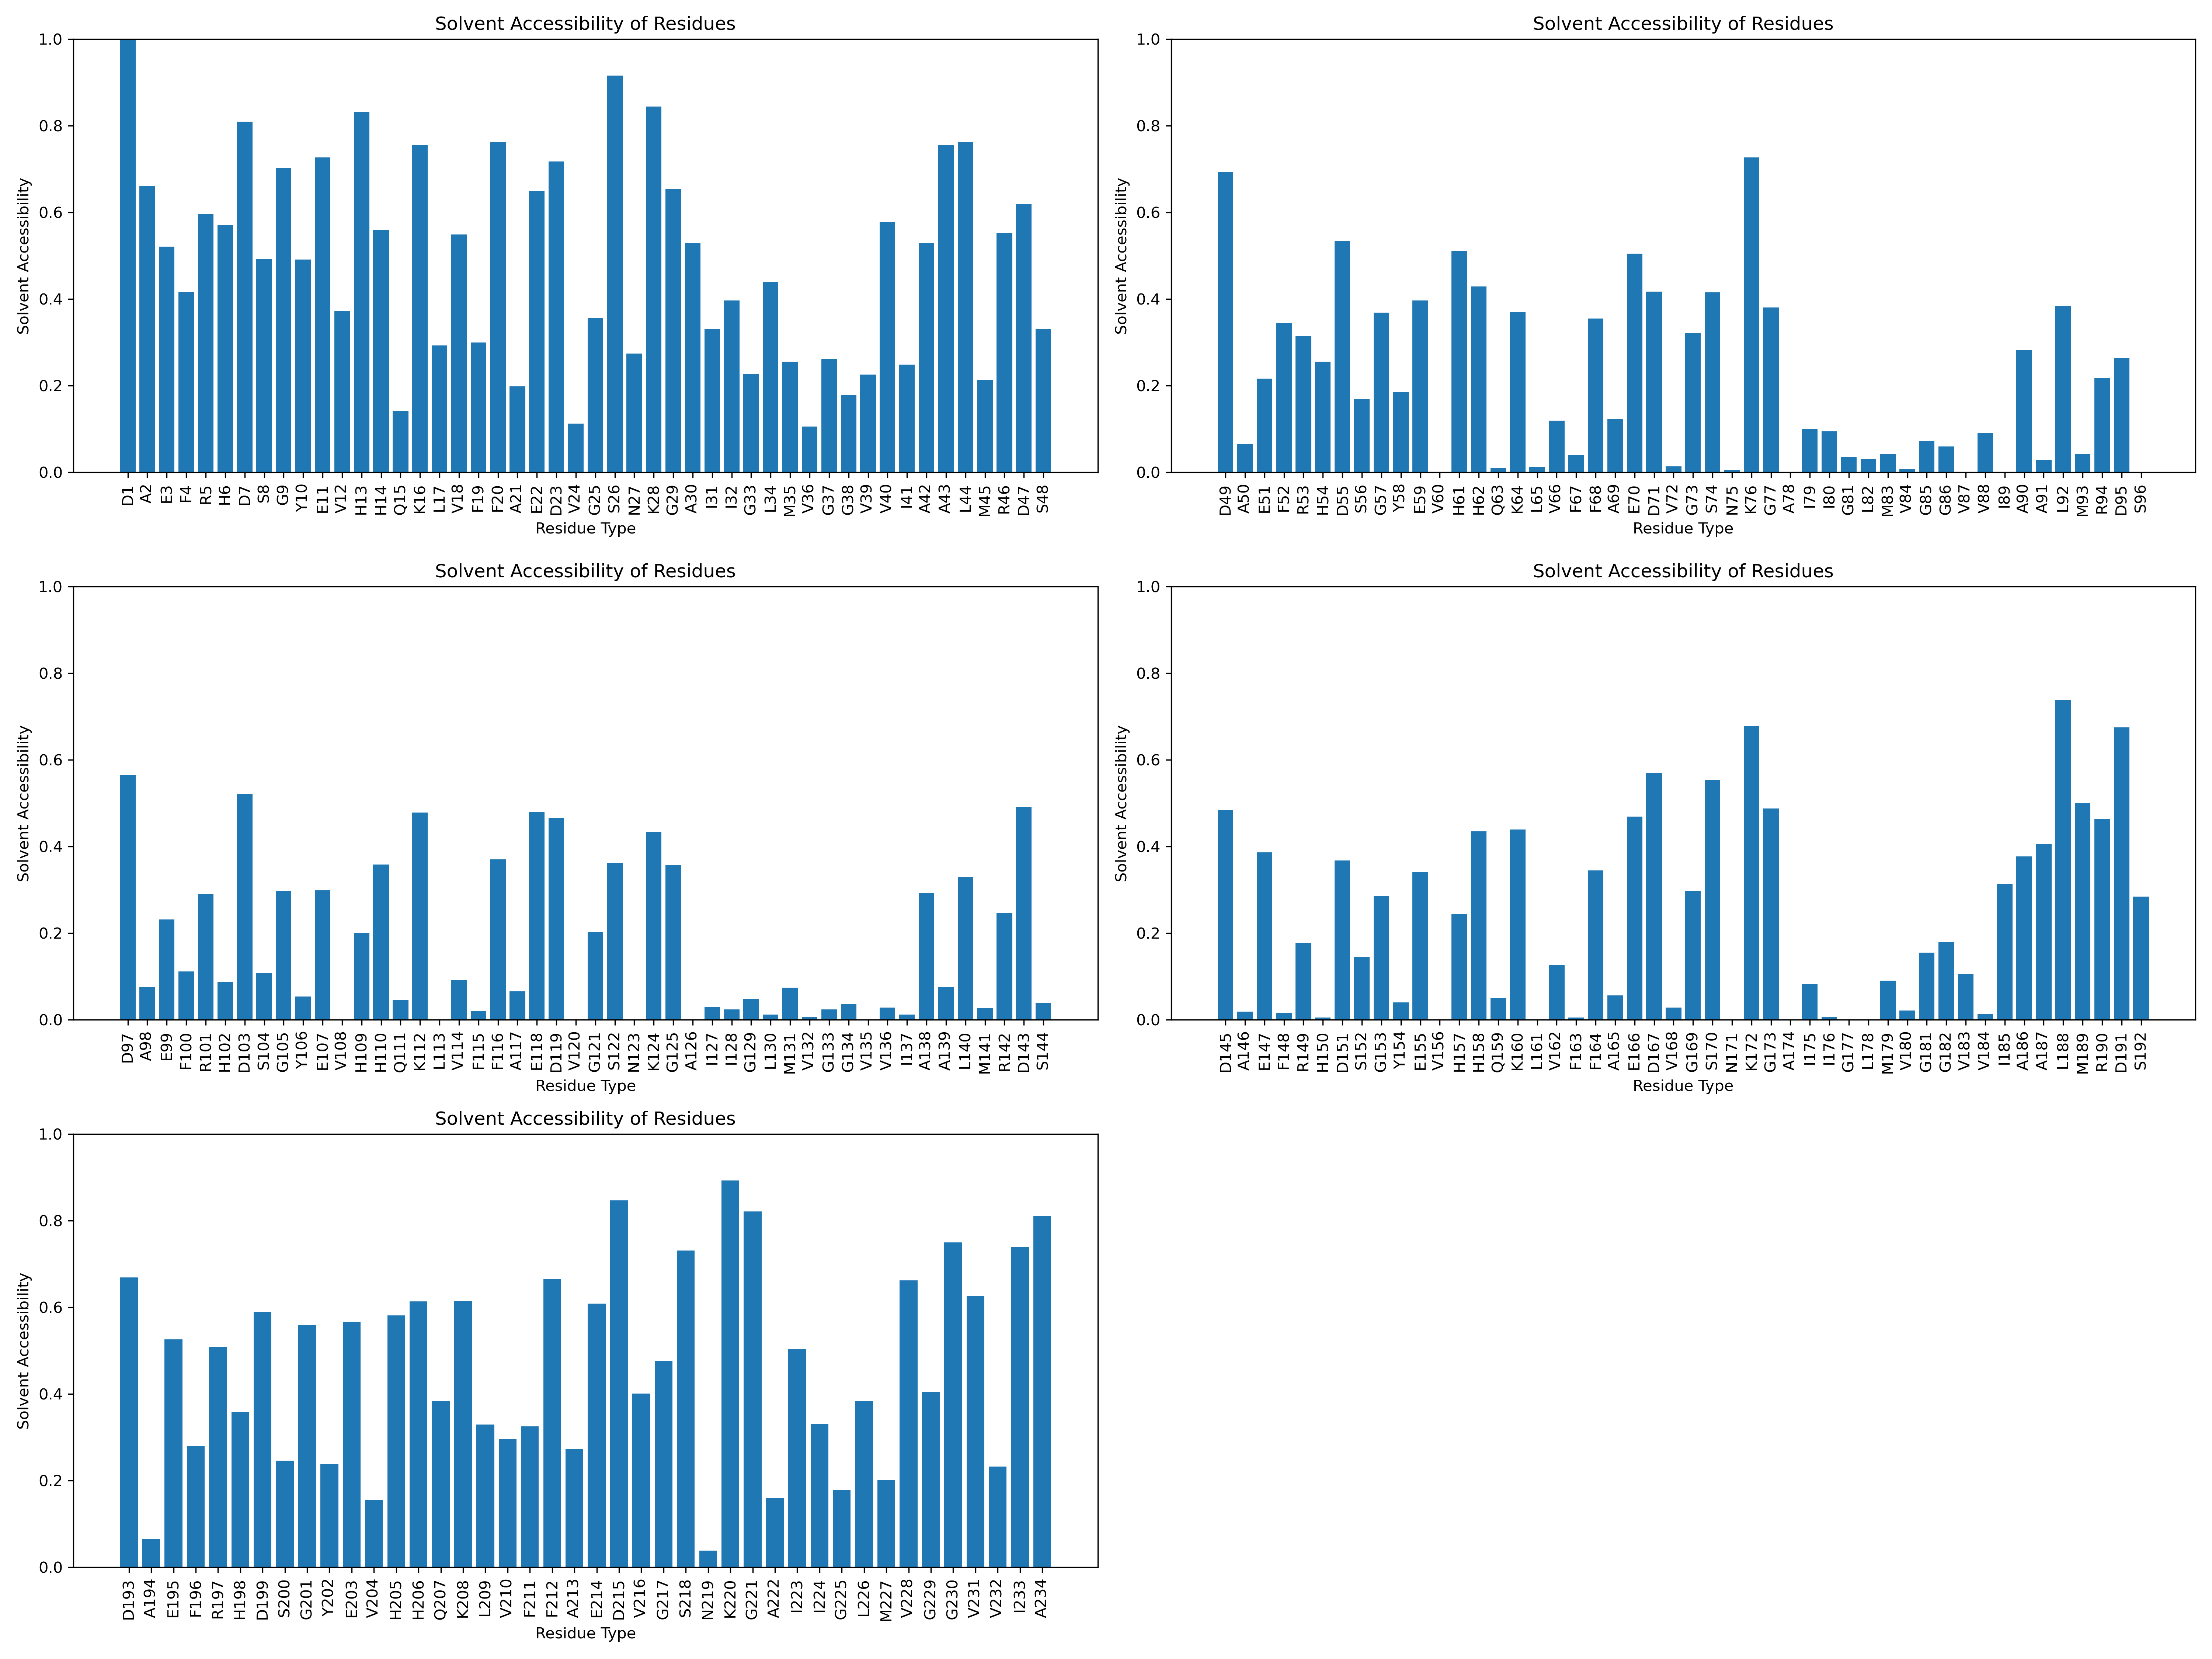 Solvent Accessibility of Residues
1.0
0.8
0.6
0.4
0.2
0.0
Solvent Accessibility
D1 A2 E3 F4 R5 H6 D7 S8 G9 Y10 E11 V12 H13 H14 Q15 K16 L17 V18 F19 F20 A21 E22 D23 V24 G25 S26 N27 K28 G29 A30 I31 I32 G33 L34 M35 V36 G37 G38 V39 V40 I41 A42 A43 L44 M45 R46 D47 S48
Residue Type
Solvent Accessibility of Residues
1.0
0.8
0.6
0.4
0.2
0.0
Solvent Accessibility
D49 A50 E51 F52 R53 H54 D55 S56 G57 Y58 E59 V60 H61 H62 Q63 K64 L65 V66 F67 F68 A69 E70 D71 V72 G73 S74 N75 K76 G77 A78 I79 I80 G81 L82 M83 V84 G85 G86 V87 V88 I89 A90 A91 L92 M93 R94 D95 S96
Residue Type
Solvent Accessibility of Residues
1.0
0.8
0.6
0.4
0.2
0.0
Solvent Accessibility
D97 A98 E99 F100 R101 H102 D103 S104 G105 Y106 E107 V108 H109 H110 Q111 K112 L113 V114 F115 F116 A117 E118 D119 V120 G121 S122 N123 K124 G125 A126 I127 I128 G129 L130 M131 V132 G133 G134 V135 V136 I137 A138 A139 L140 M141 R142 D143 S144
Residue Type
Solvent Accessibility of Residues
1.0
0.8
0.6
0.4
0.2
0.0
Solvent Accessibility
D145 A146 E147 F148 R149 H150 D151 S152 G153 Y154 E155 V156 H157 H158 Q159 K160 L161 V162 F163 F164 A165 E166 D167 V168 G169 S170 N171 K172 G173 A174 I175 I176 G177 L178 M179 V180 G181 G182 V183 V184 I185 A186 A187 L188 M189 R190 D191 S192
Residue Type
Solvent Accessibility of Residues
1.0
0.8
0.6
0.4
0.2
0.0
Solvent Accessibility
D193 A194 E195 F196 R197 H198 D199 S200 G201 Y202 E203 V204 H205 H206 Q207 K208 L209 V210 F211 F212 A213 E214 D215 V216 G217 S218 N219 K220 G221 A222 I223 I224 G225 L226 M227 V228 G229 G230 V231 V232 I233 A234
Residue Type